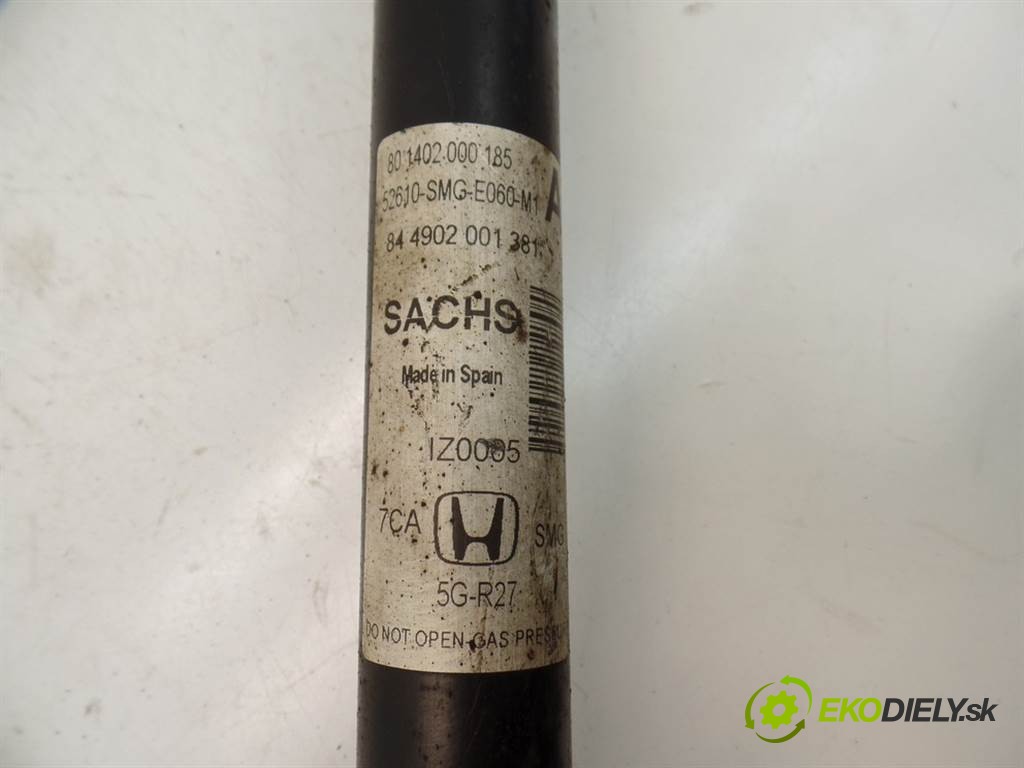 80 1402 000 185
52610-SMG-E060-M1 A
84 4902 001 381
SACHS
Made in Spain
IZ0005
7CA SMG
5G-R27
DO NOT OPEN-GAS
EKODIELY.sk